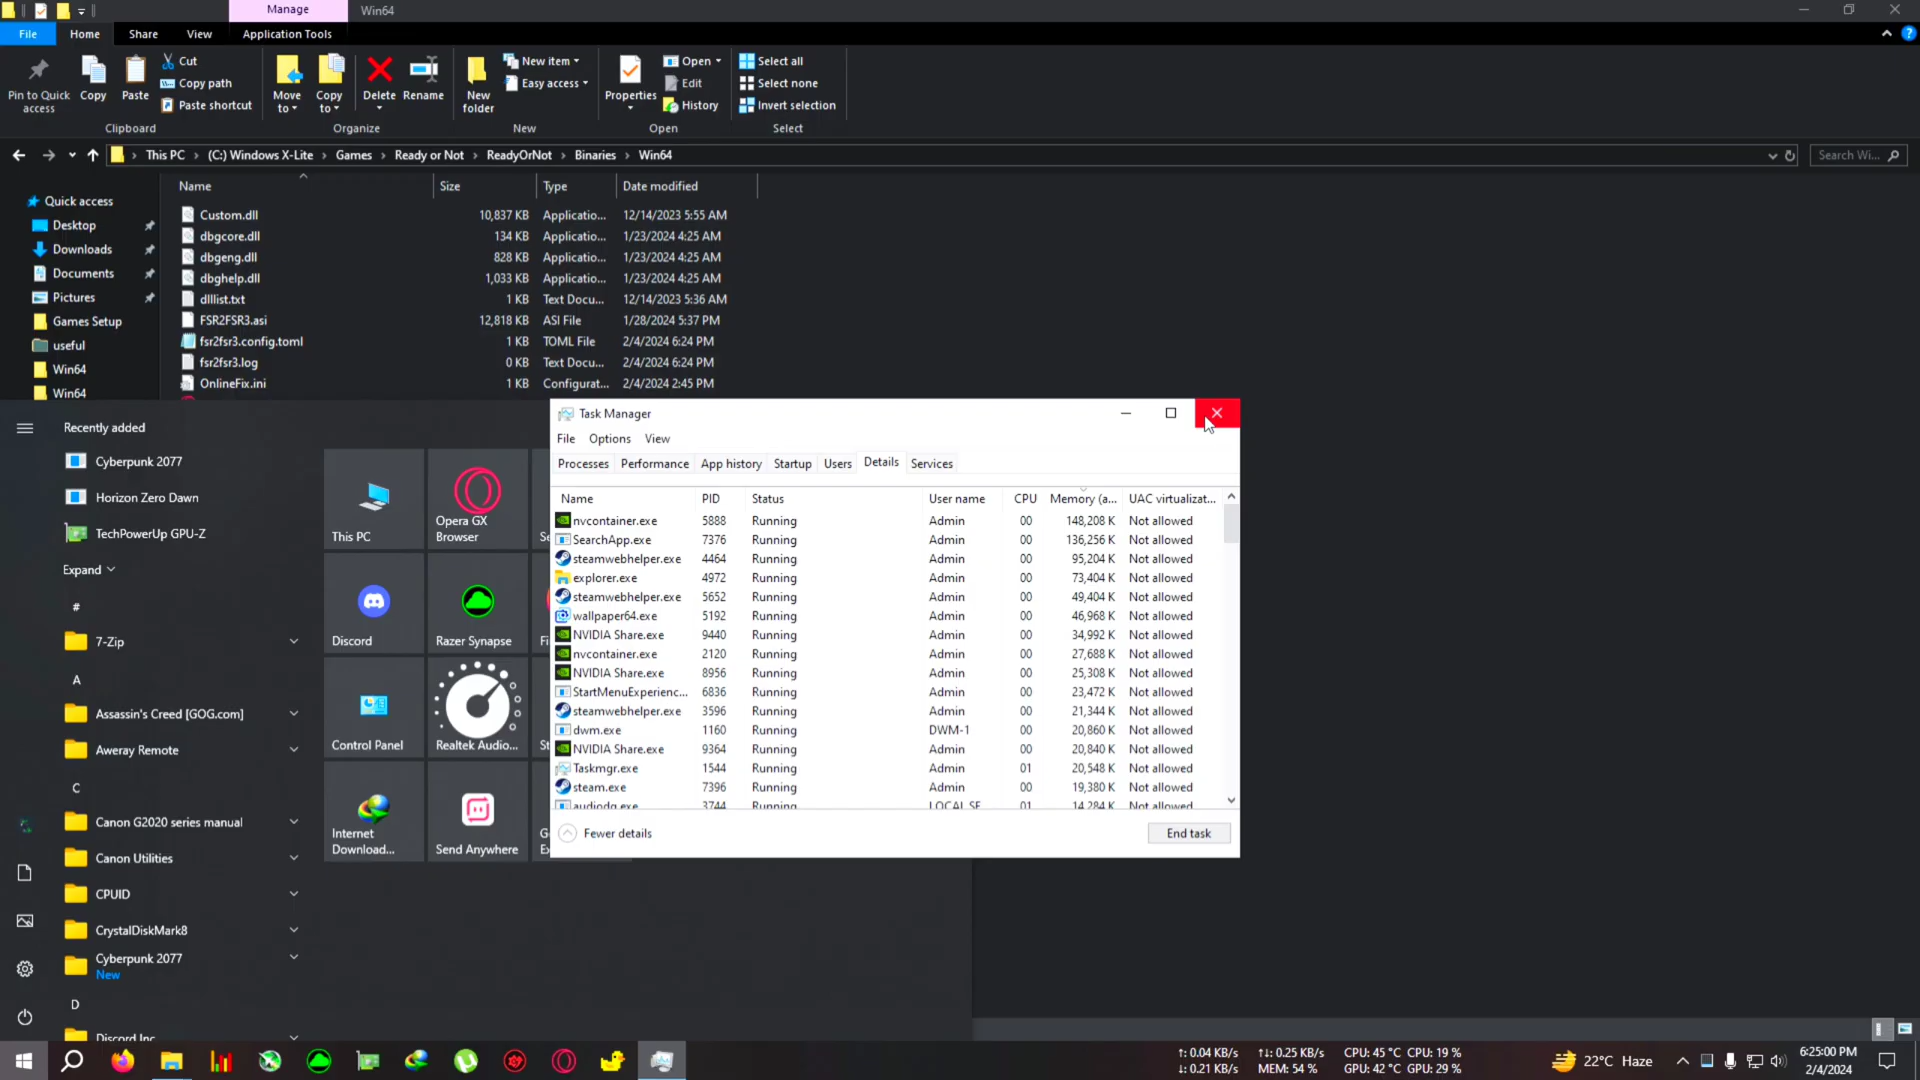 Manage
Win64
File
Home
Share
View
Application Tools
Pin to Quick
access
Copy
Paste
Cut
Copy path
Paste shortcut
Clipboard
Move
to
Copy
to
Delete
Rename
Organize
New
folder
New item
Easy access
New
Properties
Open
Edit
History
Open
Select all
Select none
Invert selection
Select
This PC
(C:) Windows X-Lite
Games
Ready or Not
ReadyOrNot
Binaries
Win64
Search Wi...
Quick access
Desktop
Downloads
Documents
Pictures
Games Setup
useful
Win64
Win64
Name Size Type Date modified
Custom.dll 10,837 KB Applicatio... 12/14/2023 5:55 AM
dbgcore.dll 134 KB Applicatio... 1/23/2024 4:25 AM
dbgeng.dll 828 KB Applicatio... 1/23/2024 4:25 AM
dbghelp.dll 1,033 KB Applicatio... 1/23/2024 4:25 AM
dlllist.txt 1 KB Text Docu... 12/14/2023 5:36 AM
FSR2FSR3.asi 12,818 KB ASI File 1/28/2024 5:37 PM
fsr2fsr3.config.toml 1 KB TOML File 2/4/2024 6:24 PM
fsr2fsr3.log 0 KB Text Docu... 2/4/2024 6:24 PM
OnlineFix.ini 1 KB Configurat... 2/4/2024 2:45 PM
Recently added
Cyberpunk 2077
Horizon Zero Dawn
TechPowerUp GPU-Z
Expand
#
7-Zip
A
Assassin's Creed [GOG.com]
Aweray Remote
C
Canon G2020 series manual
Canon Utilities
CPUID
CrystalDiskMark8
Cyberpunk 2077
New
D
Discord Inc
This PC
Opera GX
Browser
Discord
Razer Synapse
Control Panel
Realtek Audio...
Internet
Download...
Send Anywhere
Task Manager
File Options View
Processes Performance App history Startup Users Details Services
Name PID Status User name CPU Memory (a... UAC virtualizat...
nvcontainer.exe 5888 Running Admin 00 148,208 K Not allowed
SearchApp.exe 7376 Running Admin 00 136,256 K Not allowed
steamwebhelper.exe 4464 Running Admin 00 95,204 K Not allowed
explorer.exe 4972 Running Admin 00 73,404 K Not allowed
steamwebhelper.exe 5652 Running Admin 00 49,404 K Not allowed
wallpaper64.exe 5192 Running Admin 00 46,968 K Not allowed
NVIDIA Share.exe 9440 Running Admin 00 34,992 K Not allowed
nvcontainer.exe 2120 Running Admin 00 27,688 K Not allowed
NVIDIA Share.exe 8956 Running Admin 00 25,308 K Not allowed
StartMenuExperienc... 6836 Running Admin 00 23,472 K Not allowed
steamwebhelper.exe 3596 Running Admin 00 21,344 K Not allowed
dwm.exe 1160 Running DWM-1 00 20,860 K Not allowed
NVIDIA Share.exe 9364 Running Admin 00 20,840 K Not allowed
Taskmgr.exe 1544 Running Admin 01 20,548 K Not allowed
steam.exe 7396 Running Admin 00 19,380 K Not allowed
audiodg.exe 3744 Running LOCAL SE... 01 14,284 K Not allowed
Fewer details
End task
↑: 0.04 KB/s ↑↓: 0.25 KB/s CPU: 45 °C CPU: 19 %
↓: 0.21 KB/s MEM: 54 % GPU: 42 °C GPU: 29 %
22°C Haze
6:25:00 PM
2/4/2024